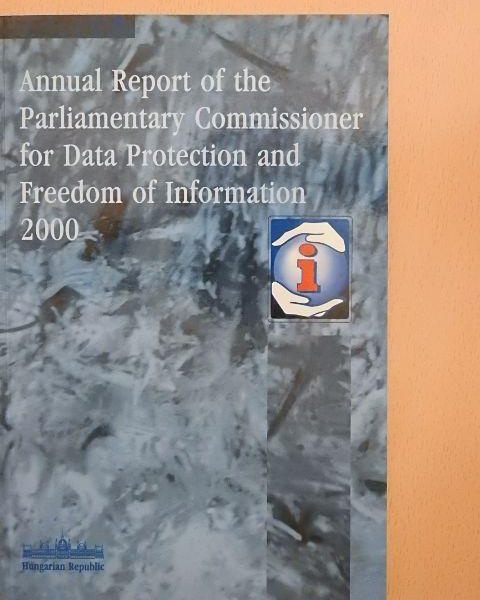 Annual Report of the
Parliamentary Commissioner
for Data Protection and
Freedom of Information
2000
i
Hungarian Republic